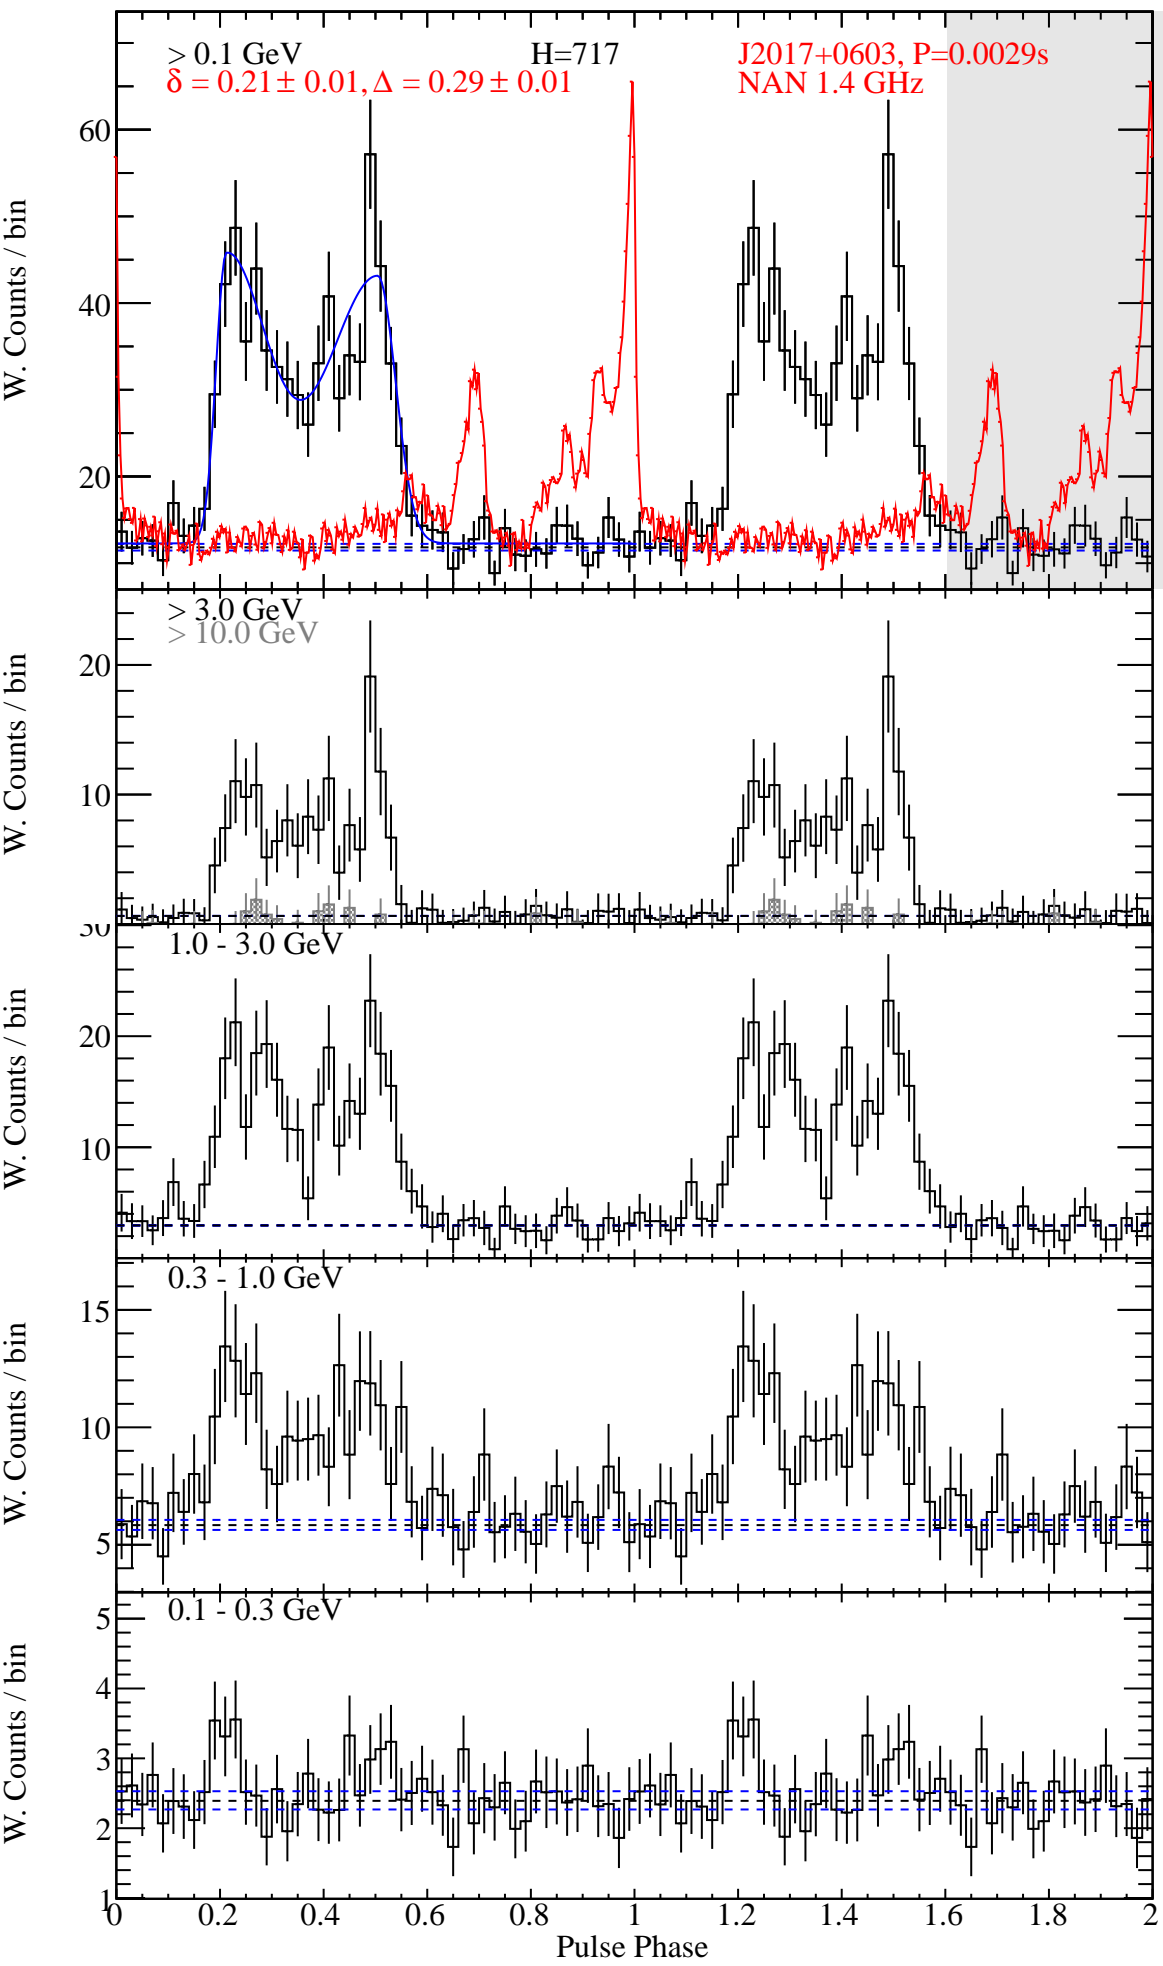 > 0.1 GeV H=717 J2017+0603, P=0.0029s
δ = 0.21 ± 0.01, Δ = 0.29 ± 0.01 NAN 1.4 GHz
W. Counts / bin
60
40
20
> 3.0 GeV
> 10.0 GeV
W. Counts / bin
20
10
1.0 - 3.0 GeV
W. Counts / bin
30
20
10
0.3 - 1.0 GeV
W. Counts / bin
15
10
5
0.1 - 0.3 GeV
W. Counts / bin
5
4
3
2
1
0 0.2 0.4 0.6 0.8 1 1.2 1.4 1.6 1.8 2
Pulse Phase